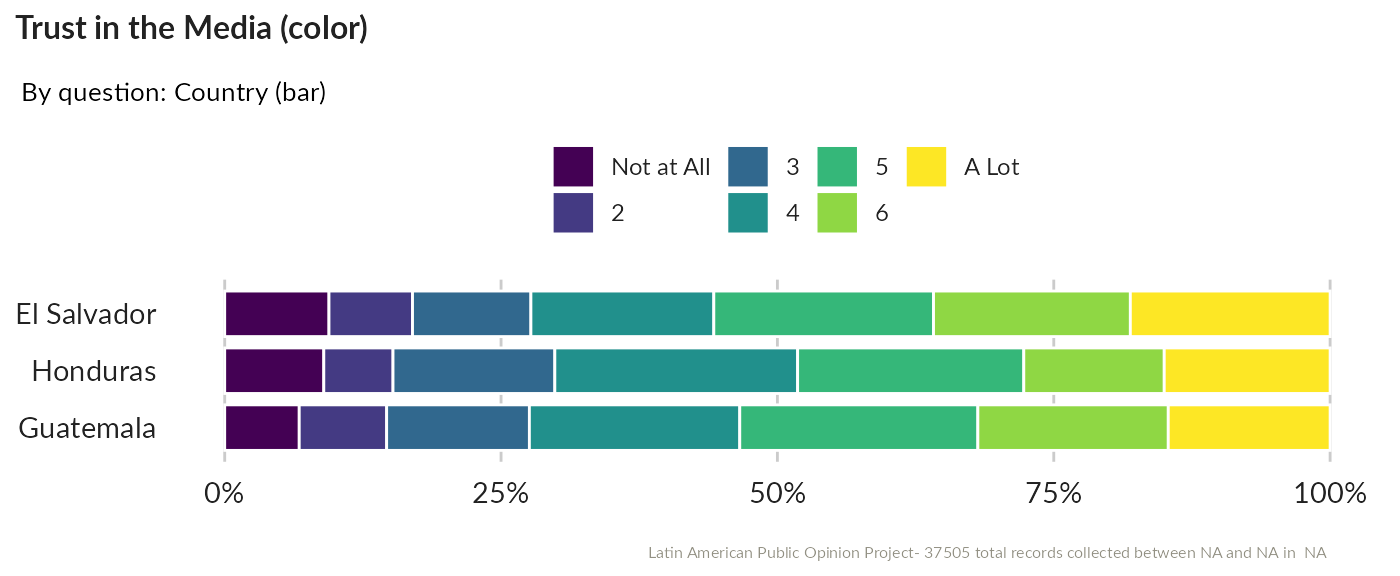 Trust in the Media (color)
By question: Country (bar)
Not at All 3 5 A Lot
2 4 6
El Salvador
Honduras
Guatemala
0% 25% 50% 75% 100%
Latin American Public Opinion Project- 37505 total records collected between NA and NA in  NA